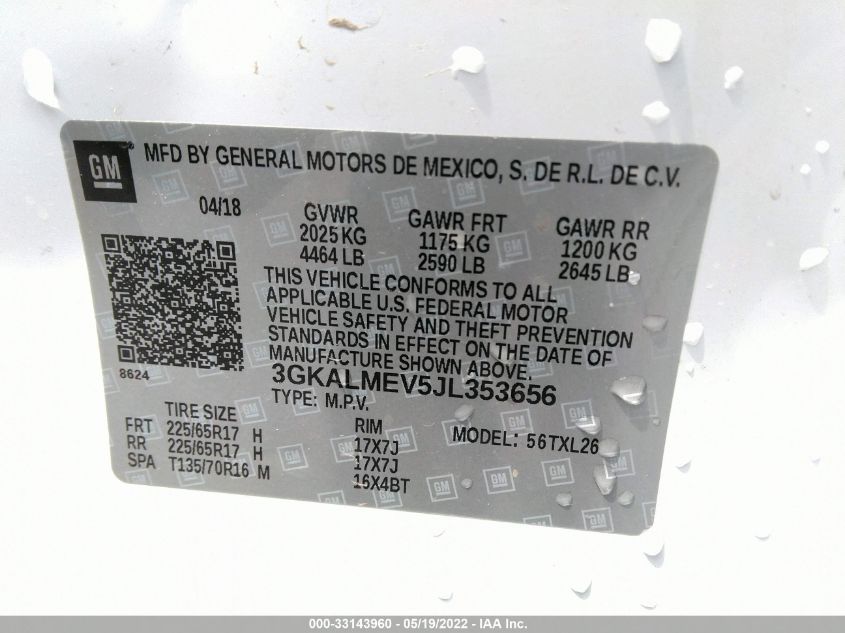 GM MFD BY GENERAL MOTORS DE MEXICO, S. DE R.L. DE C.V.
04/18 GVWR GAWR FRT GAWR RR
2025 KG 1175 KG 1200 KG
4464 LB 2590 LB 2645 LB
THIS VEHICLE CONFORMS TO ALL
APPLICABLE U.S. FEDERAL MOTOR
VEHICLE SAFETY AND THEFT PREVENTION
STANDARDS IN EFFECT ON THE DATE OF
MANUFACTURE SHOWN ABOVE.
8624
3GKALMEV5JL353656
TYPE: M.P.V. MODEL: 56TXL26
TIRE SIZE RIM
FRT 225/65R17 H 17X7J
RR 225/65R17 H 17X7J
SPA T135/70R16 M 16X4BT
000-33143960 - 05/19/2022 - IAA Inc.